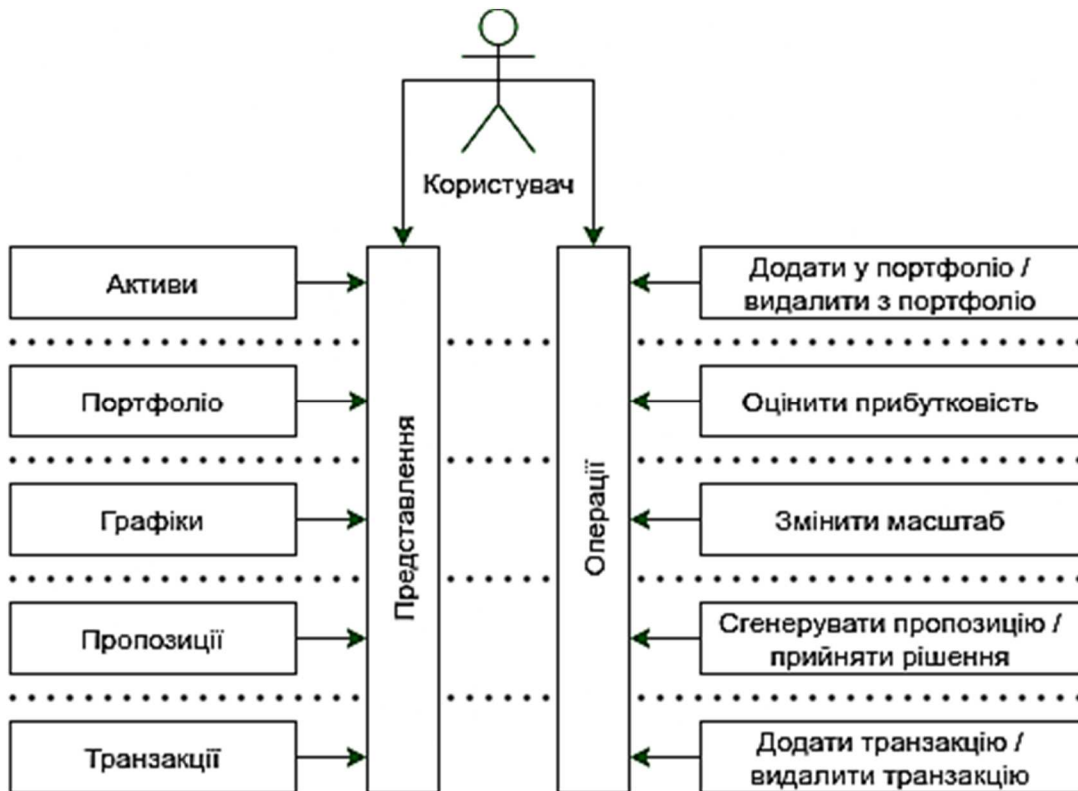 Користувач
Активи
Додати у портфоліо /
видалити з портфоліо
Портфоліо
Оцінити прибутковість
Представлення
Операції
Графіки
Змінити масштаб
Пропозиції
Сгенерувати пропозицію /
прийняти рішення
Транзакції
Додати транзакцію /
видалити транзакцію